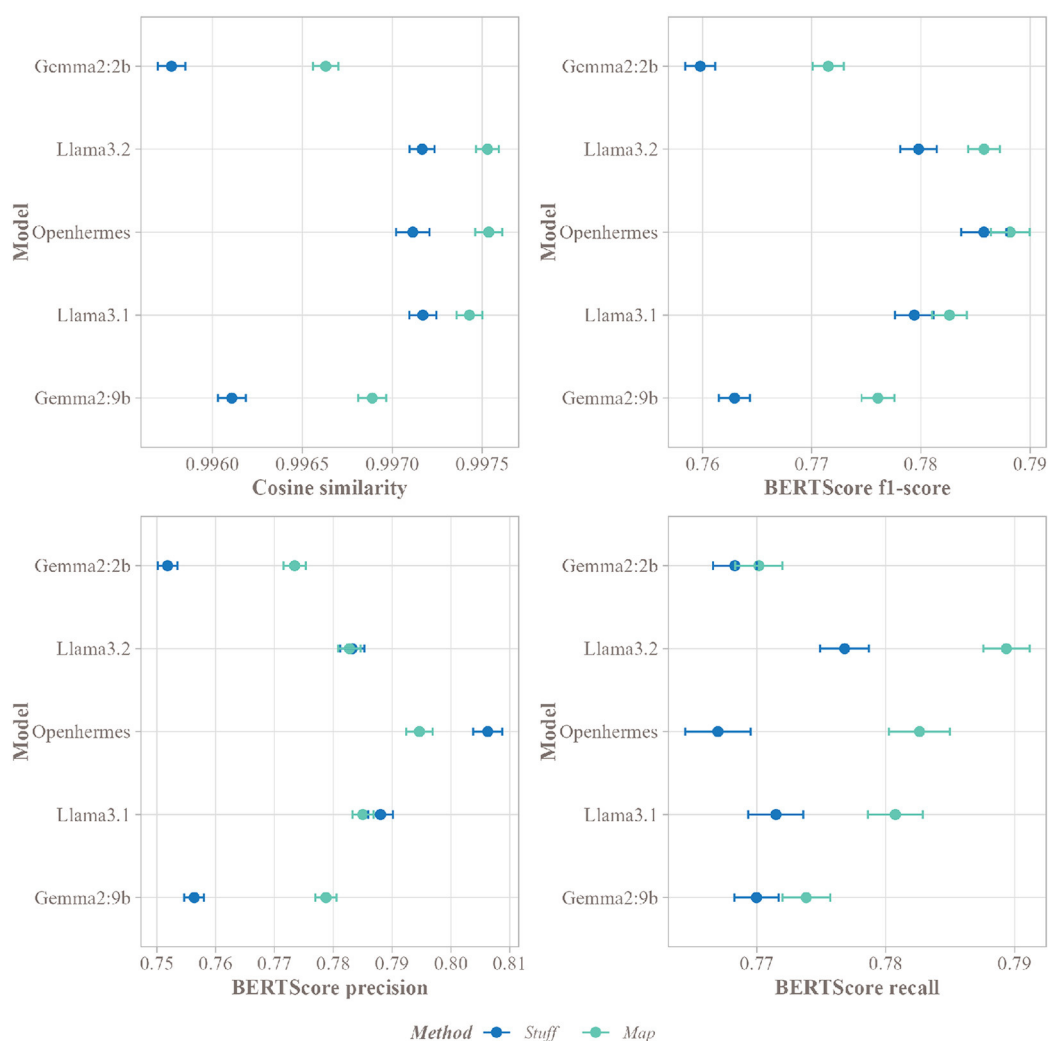 Model
Gemma2:2b
Llama3.2
Openhermes
Llama3.1
Gemma2:9b
0.9960 0.9965 0.9970 0.9975
Cosine similarity
Model
Gemma2:2b
Llama3.2
Openhermes
Llama3.1
Gemma2:9b
0.76 0.77 0.78 0.79
BERTScore f1-score
Model
Gemma2:2b
Llama3.2
Openhermes
Llama3.1
Gemma2:9b
0.75 0.76 0.77 0.78 0.79 0.80 0.81
BERTScore precision
Model
Gemma2:2b
Llama3.2
Openhermes
Llama3.1
Gemma2:9b
0.77 0.78 0.79
BERTScore recall
Method Stuff Map